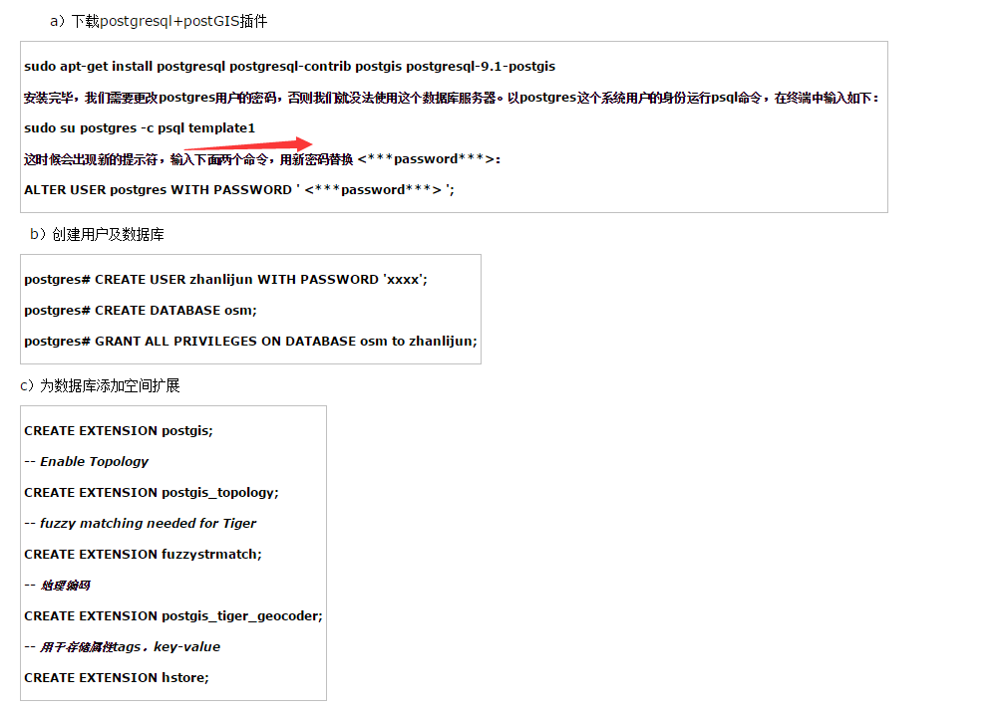 a）下载postgresql+postGIS插件
sudo apt-get install postgresql postgresql-contrib postgis postgresql-9.1-postgis
安装完毕，我们需要更改postgres用户的密码，否则我们就没法使用这个数据库服务器。以postgres这个系统用户的身份运行psql命令，在终端中输入如下：
sudo su postgres -c psql template1
这时候会出现新的提示符，输入下面两个命令，用新密码替换 <***password***>：
ALTER USER postgres WITH PASSWORD ' <***password***> ';
b）创建用户及数据库
postgres# CREATE USER zhanlijun WITH PASSWORD 'xxxx';
postgres# CREATE DATABASE osm;
postgres# GRANT ALL PRIVILEGES ON DATABASE osm to zhanlijun;
c）为数据库添加空间扩展
CREATE EXTENSION postgis;
-- Enable Topology
CREATE EXTENSION postgis_topology;
-- fuzzy matching needed for Tiger
CREATE EXTENSION fuzzystrmatch;
-- 地理编码
CREATE EXTENSION postgis_tiger_geocoder;
-- 用于存储属性tags，key-value
CREATE EXTENSION hstore;